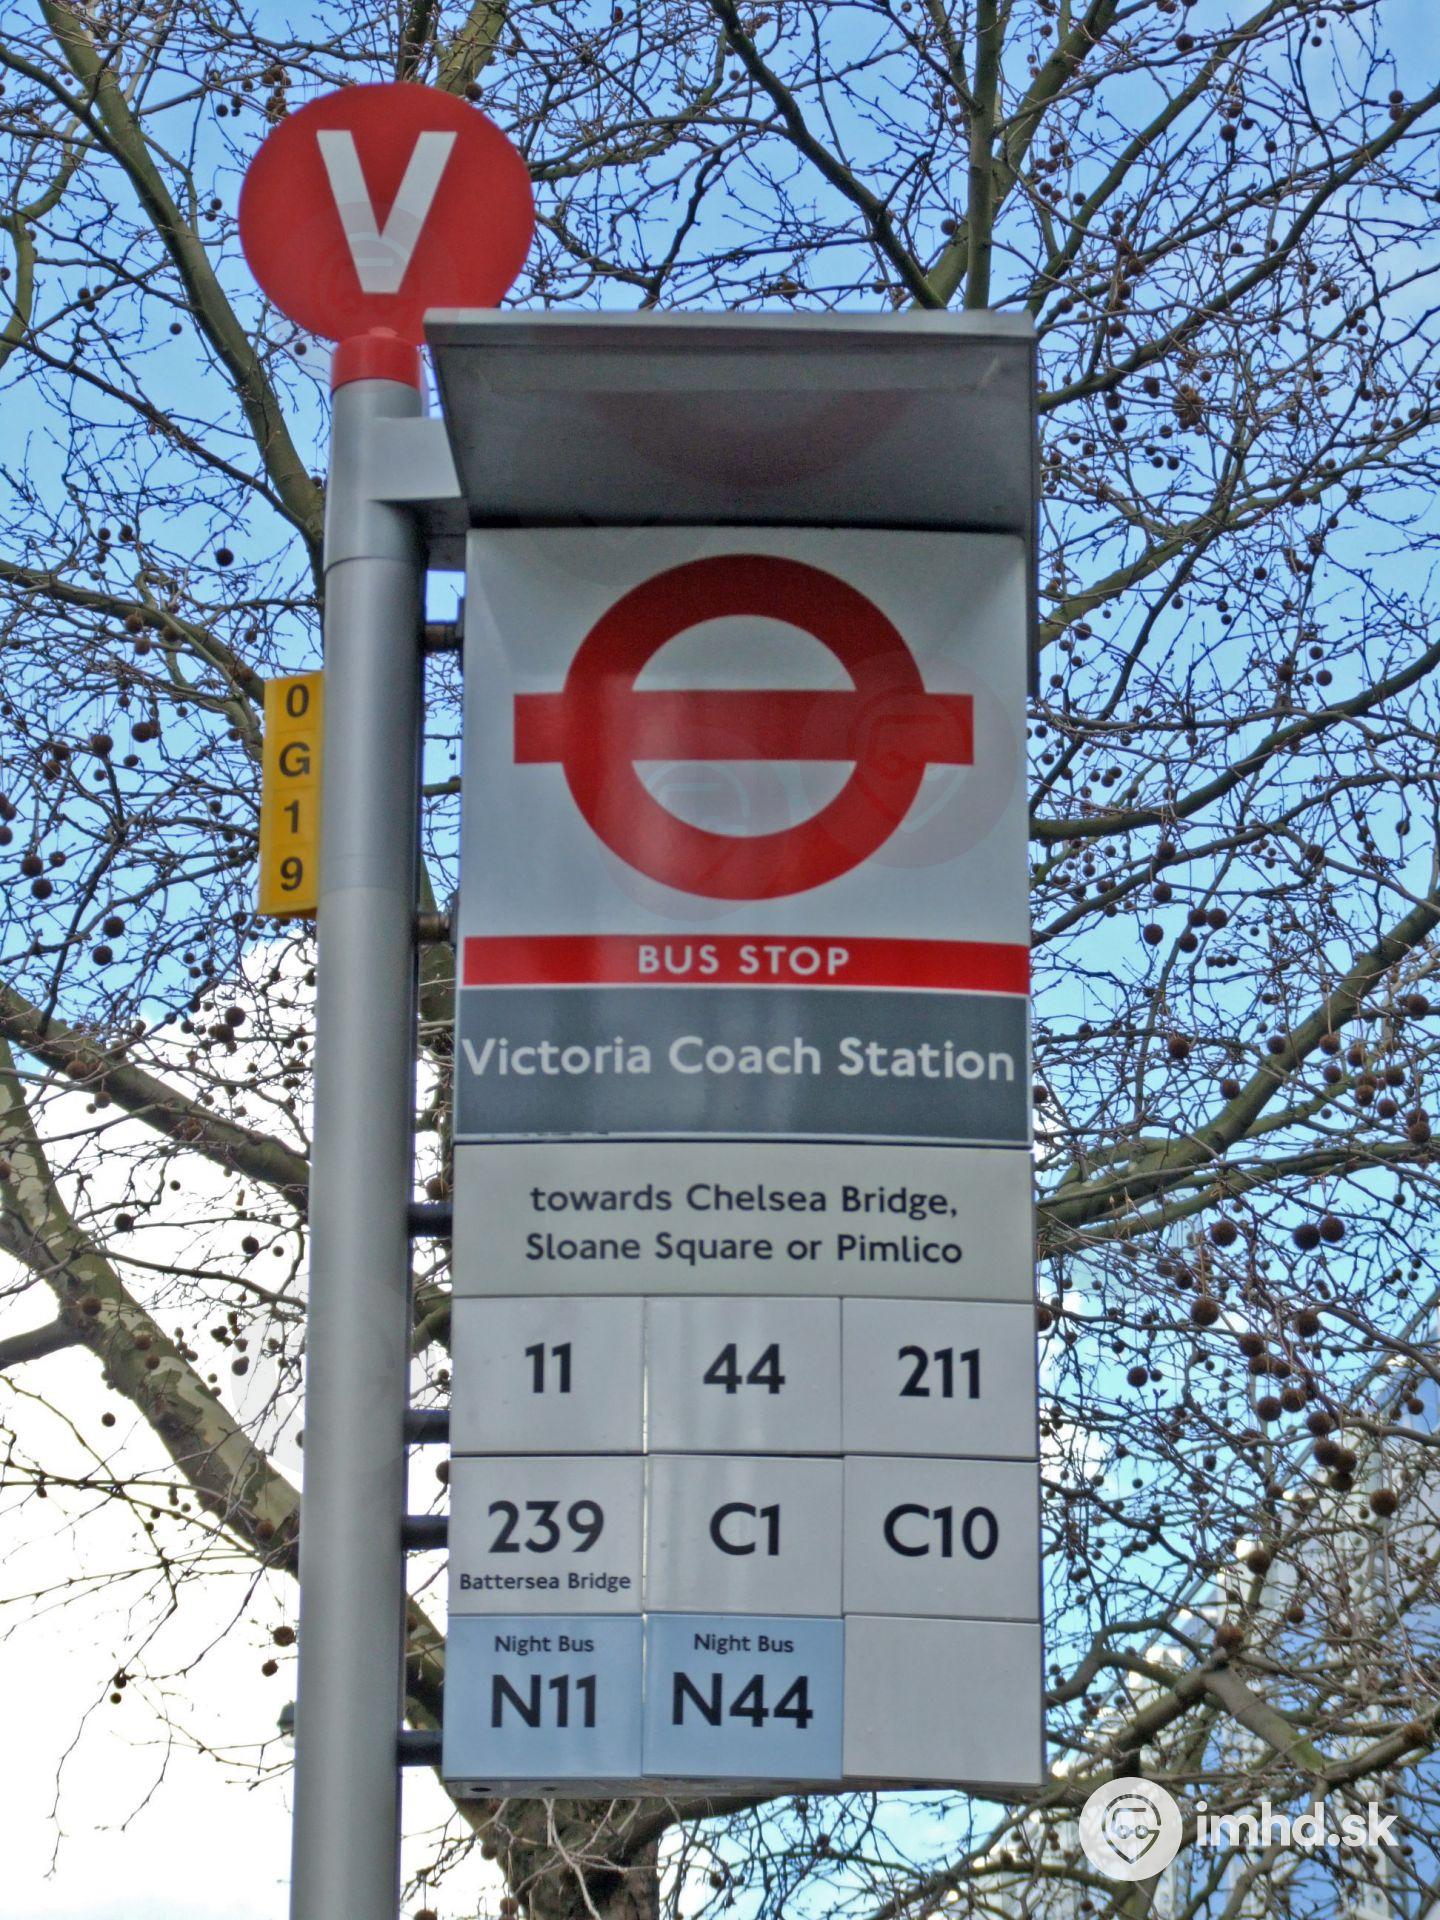 V
0
G
1
9
BUS STOP
Victoria Coach Station
towards Chelsea Bridge,
Sloane Square or Pimlico
11 44 211
239 C1 C10
Battersea Bridge
Night Bus Night Bus
N11 N44
imhd.sk